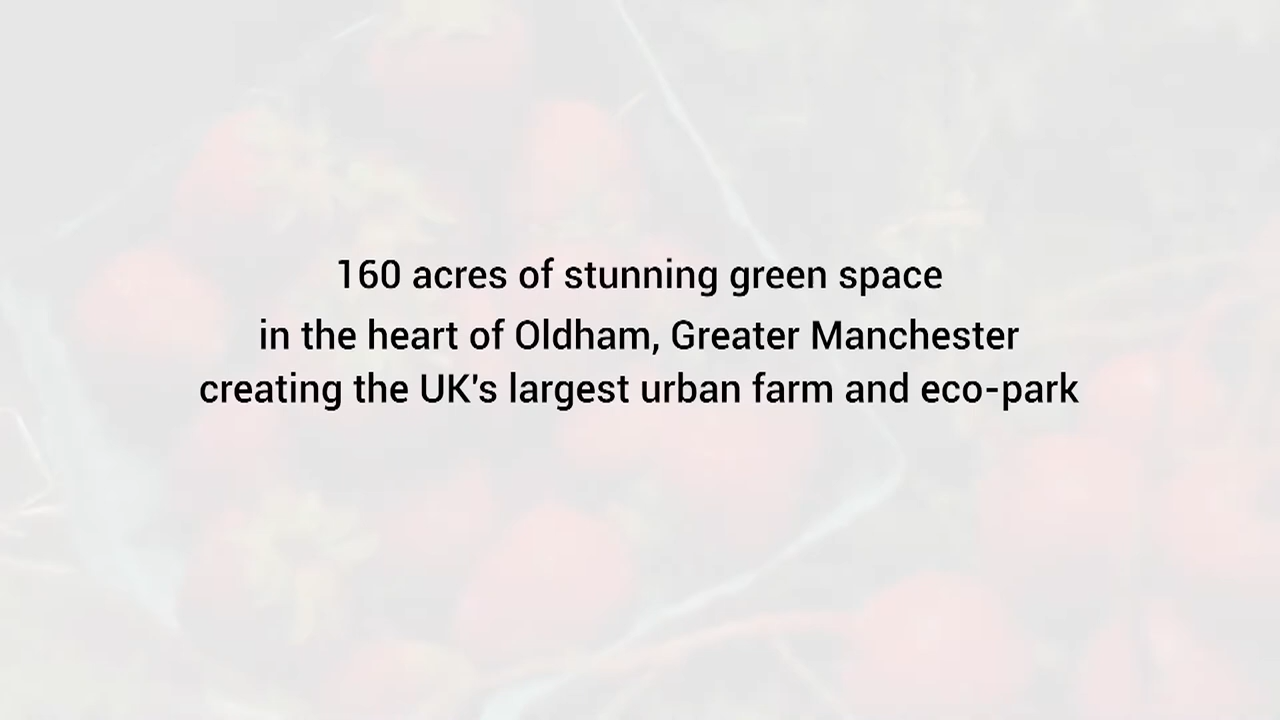 160 acres of stunning green space
in the heart of Oldham, Greater Manchester
creating the UK's largest urban farm and eco-park